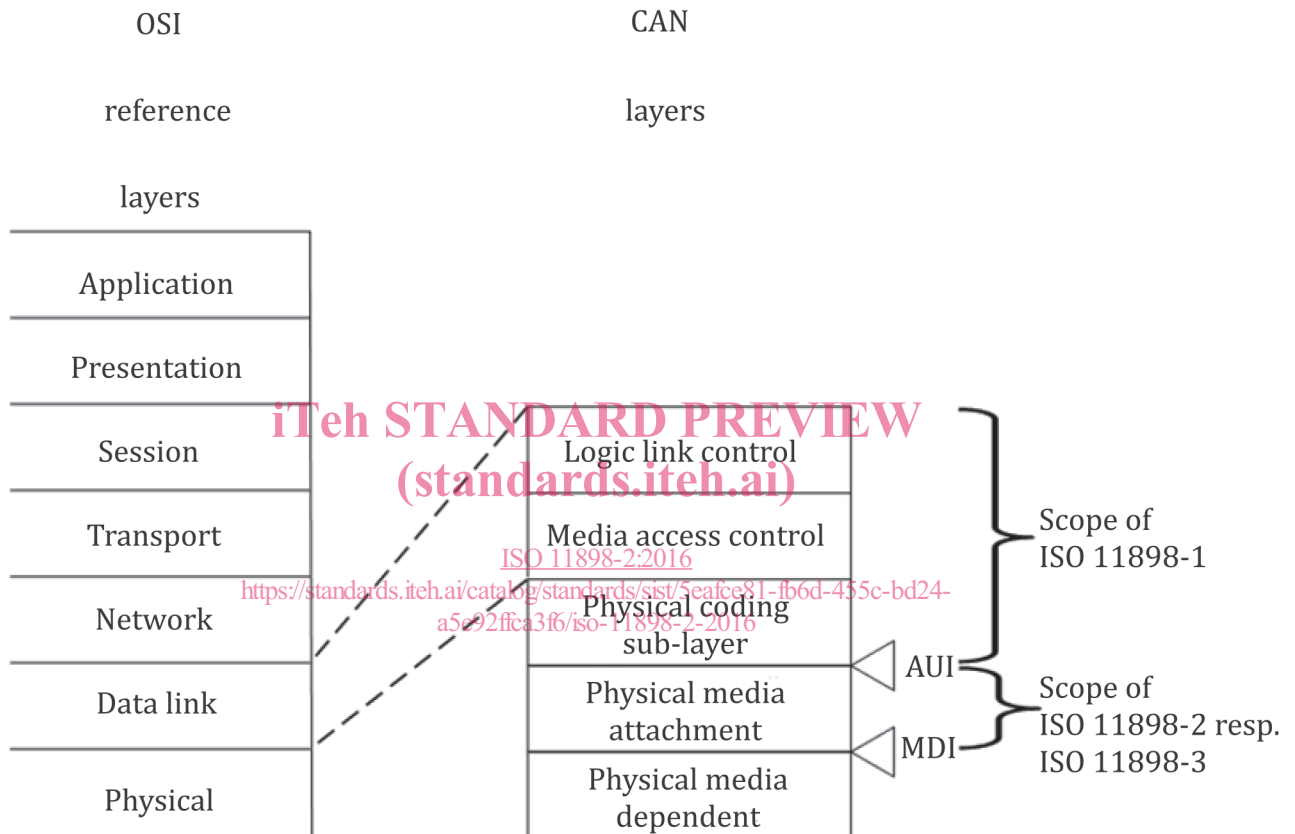 OSI
reference
layers
CAN
layers
Application
Presentation
Session
Transport
Network
Data link
Physical
iTeh STANDARD PREVIEW
(standards.iteh.ai)
ISO 11898-2:2016
https://standards.iteh.ai/catalog/standards/sist/5eafce81-fb6d-455c-bd24-
a5e92ffca3f6/iso-11898-2-2016
Logic link control
Media access control
Physical coding
sub-layer
Physical media
attachment
Physical media
dependent
AUI
MDI
Scope of
ISO 11898-1
Scope of
ISO 11898-2 resp.
ISO 11898-3